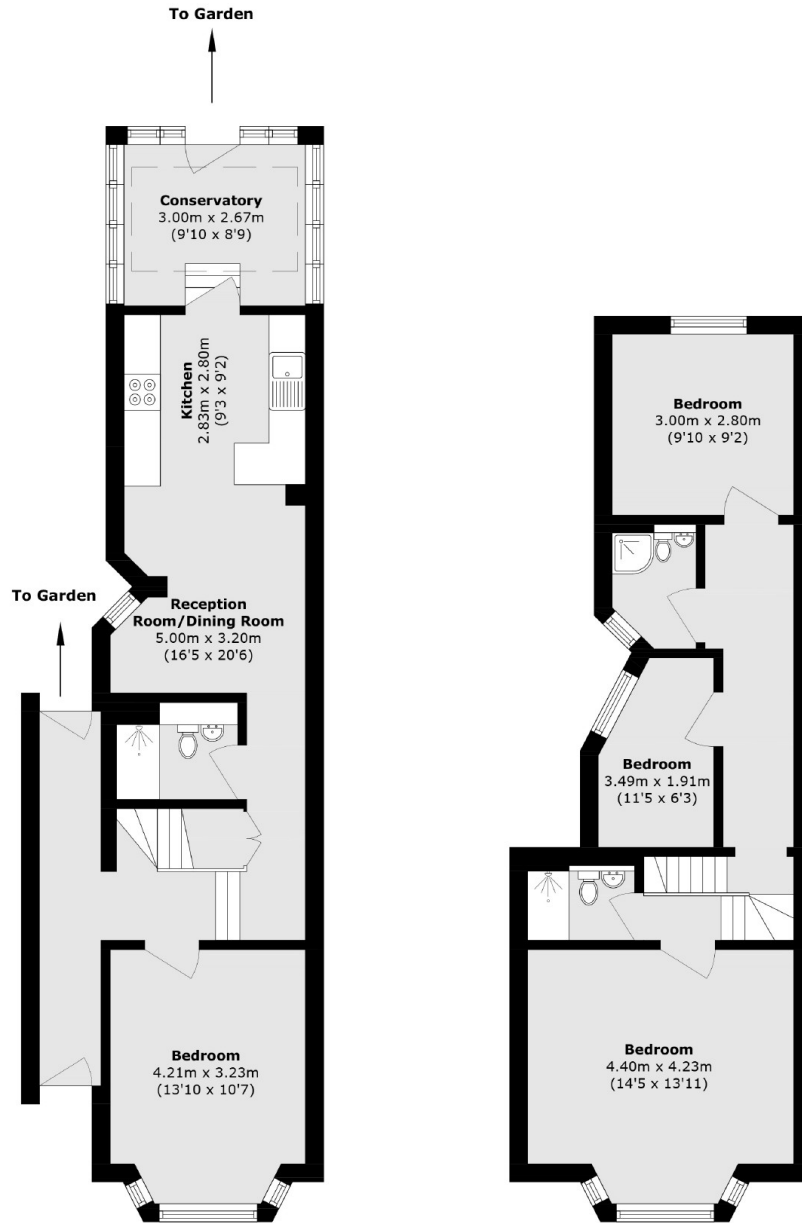 To Garden
Conservatory
3.00m x 2.67m
(9'10 x 8'9)
Kitchen
2.83m x 2.80m
(9'3 x 9'2)
To Garden
Reception
Room/Dining Room
5.00m x 3.20m
(16'5 x 20'6)
Bedroom
4.21m x 3.23m
(13'10 x 10'7)
Bedroom
3.00m x 2.80m
(9'10 x 9'2)
Bedroom
3.49m x 1.91m
(11'5 x 6'3)
Bedroom
4.40m x 4.23m
(14'5 x 13'11)